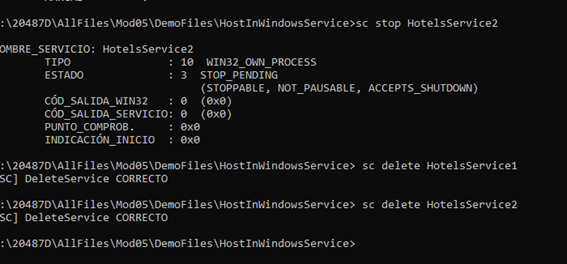 :\20487D\AllFiles\Mod05\DemoFiles\HostInWindowsService>sc stop HotelsService2
OMBRE_SERVICIO: HotelsService2
TIPO : 10 WIN32_OWN_PROCESS
ESTADO : 3 STOP_PENDING
(STOPPABLE, NOT_PAUSABLE, ACCEPTS_SHUTDOWN)
CÓD_SALIDA_WIN32 : 0 (0x0)
CÓD_SALIDA_SERVICIO: 0 (0x0)
PUNTO_COMPROB. : 0x0
INDICACIÓN_INICIO : 0x0
:\20487D\AllFiles\Mod05\DemoFiles\HostInWindowsService> sc delete HotelsService1
SC] DeleteService CORRECTO
:\20487D\AllFiles\Mod05\DemoFiles\HostInWindowsService> sc delete HotelsService2
SC] DeleteService CORRECTO
:\20487D\AllFiles\Mod05\DemoFiles\HostInWindowsService>